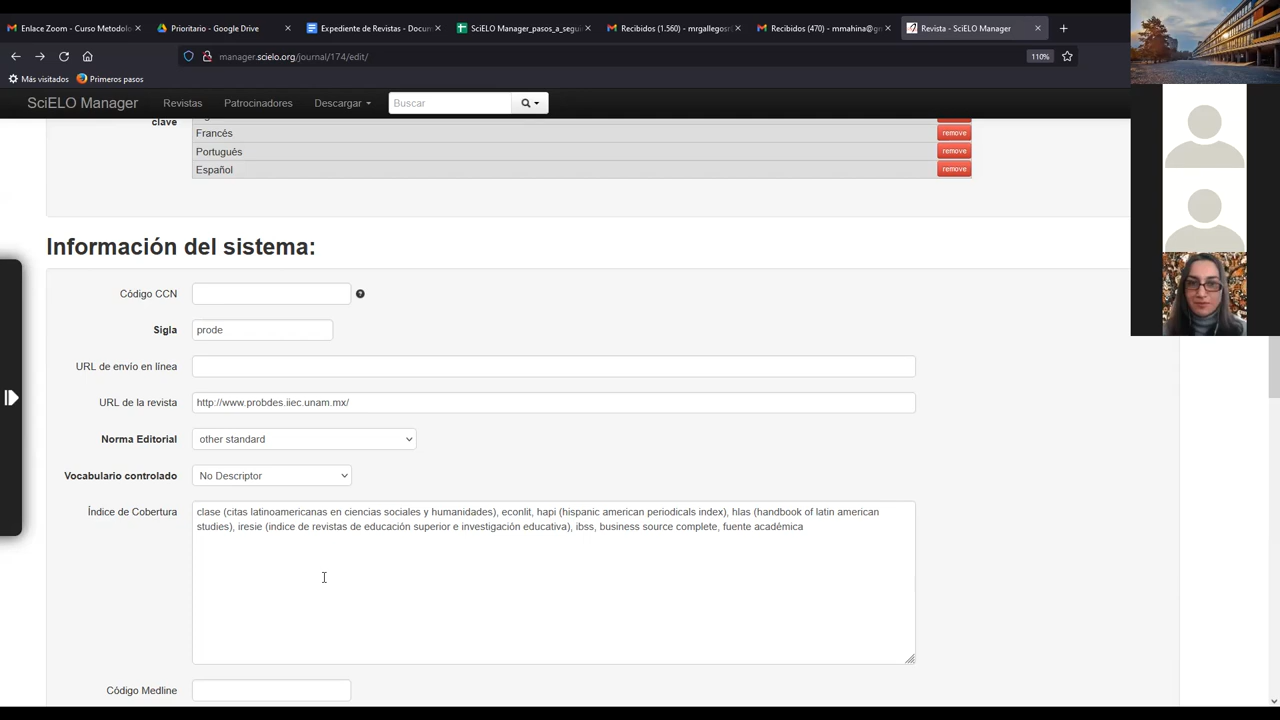 Enlace Zoom - Curso Metodolo
Prioritario - Google Drive
Expediente de Revistas - Docum
SciELO Manager_pasos_a_segui
Recibidos (1.560) - mrgallegosr
Recibidos (470) - mmahina@gr
Revista - SciELO Manager
manager.scielo.org/journal/174/edit/
110%
Más visitados
Primeros pasos
SciELO Manager
Revistas
Patrocinadores
Descargar
Buscar
clave
Francés
remove
Portugués
remove
Español
remove
Información del sistema:
Código CCN
Sigla
prode
URL de envío en línea
URL de la revista
http://www.probdes.iiec.unam.mx/
Norma Editorial
other standard
Vocabulario controlado
No Descriptor
Índice de Cobertura
clase (citas latinoamericanas en ciencias sociales y humanidades), econlit, hapi (hispanic american periodicals index), hlas (handbook of latin american
studies), iresie (índice de revistas de educación superior e investigación educativa), ibss, business source complete, fuente académica
Código Medline